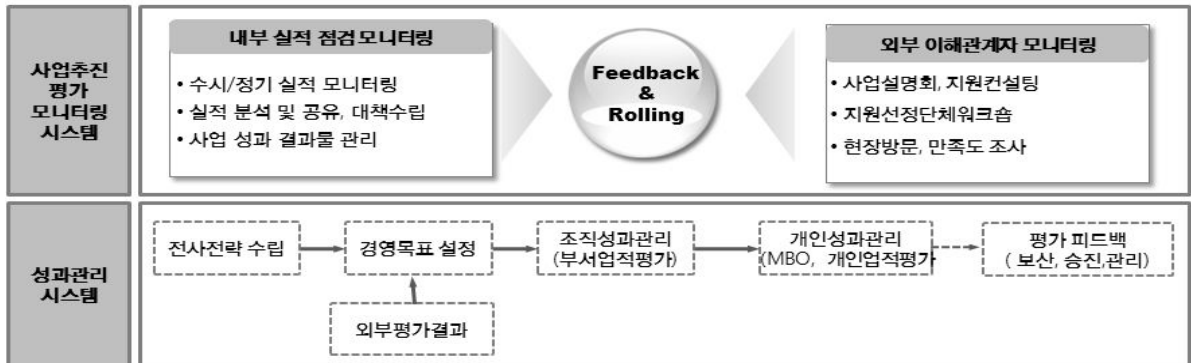 사업추진
평가
모니터링
시스템
내부 실적 점검 모니터링
• 수시/정기 실적 모니터링
• 실적 분석 및 공유, 대책수립
• 사업 성과 결과물 관리
Feedback
&
Rolling
외부 이해관계자 모니터링
• 사업설명회, 지원컨설팅
• 지원선정단체워크숍
• 현장방문, 만족도 조사
성과관리
시스템
전사전략 수립
경영목표 설정
조직성과관리
(부서업적평가)
개인성과관리
(MBO, 개인업적평가
평가 피드백
( 보산, 승진,관리)
외부평가결과